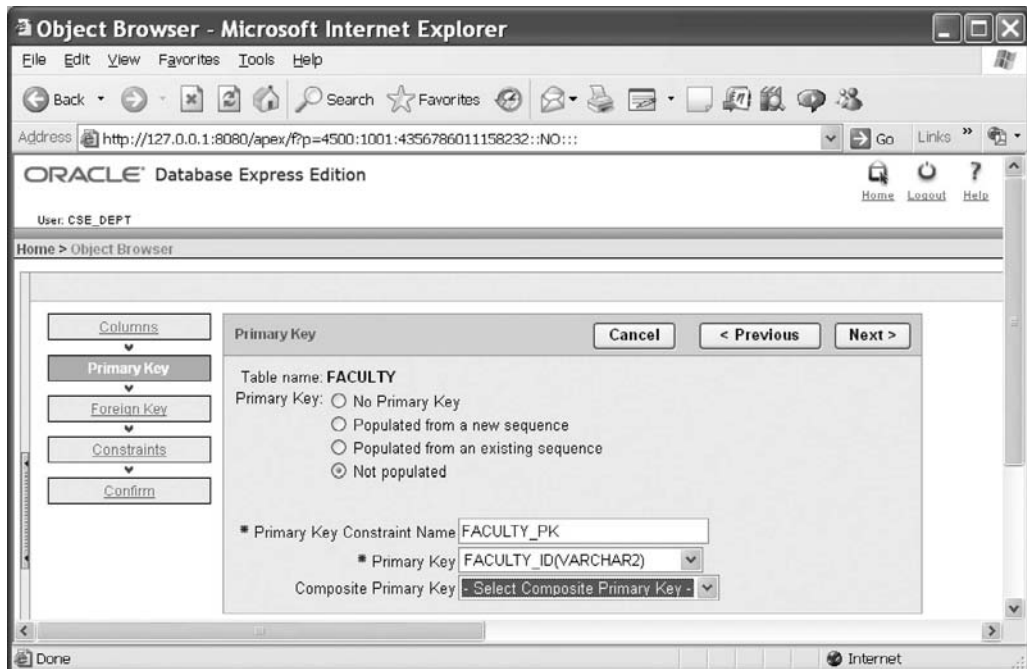 Object Browser - Microsoft Internet Explorer
File Edit View Favorites Tools Help
Back Search Favorites
Address http://127.0.0.1:8080/apex/f?p=4500:1001:4356786011158232::NO::: Go Links »
ORACLE® Database Express Edition
Home Logout Help
User: CSE_DEPT
Home > Object Browser
Columns
Primary Key
Foreign Key
Constraints
Confirm
Primary Key Cancel < Previous Next >
Table name: FACULTY
Primary Key: No Primary Key
Populated from a new sequence
Populated from an existing sequence
Not populated
* Primary Key Constraint Name FACULTY_PK
* Primary Key FACULTY_ID(VARCHAR2)
Composite Primary Key - Select Composite Primary Key -
Done Internet